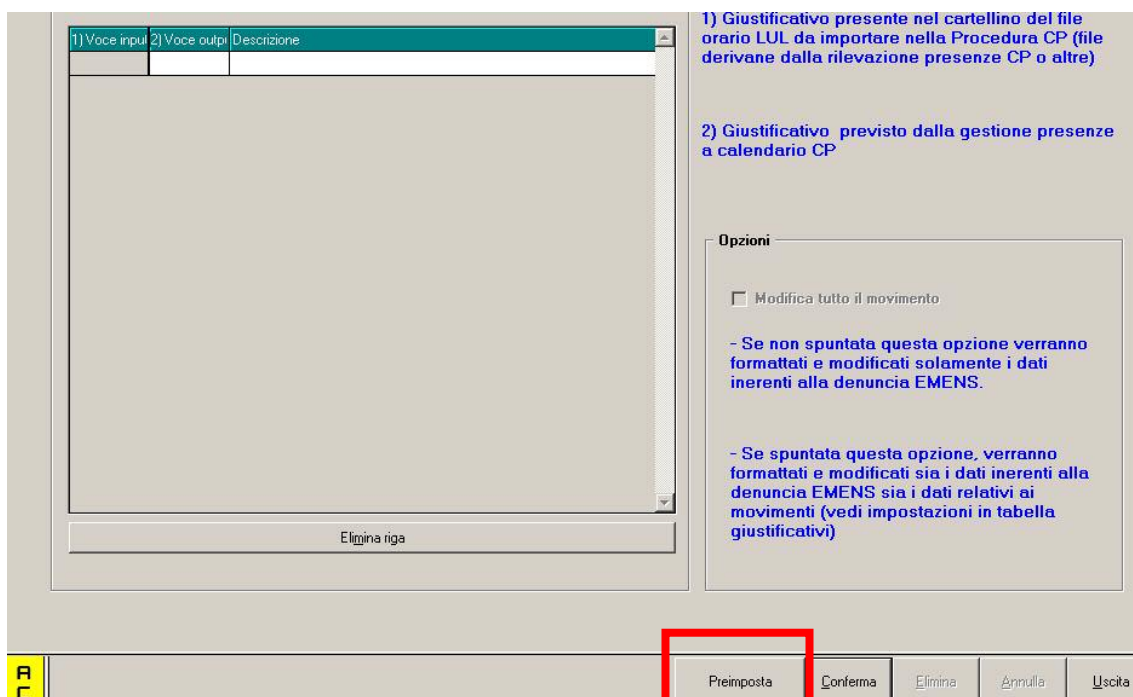 1) Voce input 2) Voce outpu Descrizione
1) Giustificativo presente nel cartellino del file
orario LUL da importare nella Procedura CP (file
derivane dalla rilevazione presenze CP o altre)
2) Giustificativo previsto dalla gestione presenze
a calendario CP
Opzioni
Modifica tutto il movimento
- Se non spuntata questa opzione verranno
formattati e modificati solamente i dati
inerenti alla denuncia EMENS.
- Se spuntata questa opzione, verranno
formattati e modificati sia i dati inerenti alla
denuncia EMENS sia i dati relativi ai
movimenti (vedi impostazioni in tabella
giustificativi)
Elimina riga
A
Preimposta Conferma Elimina Annulla Uscita